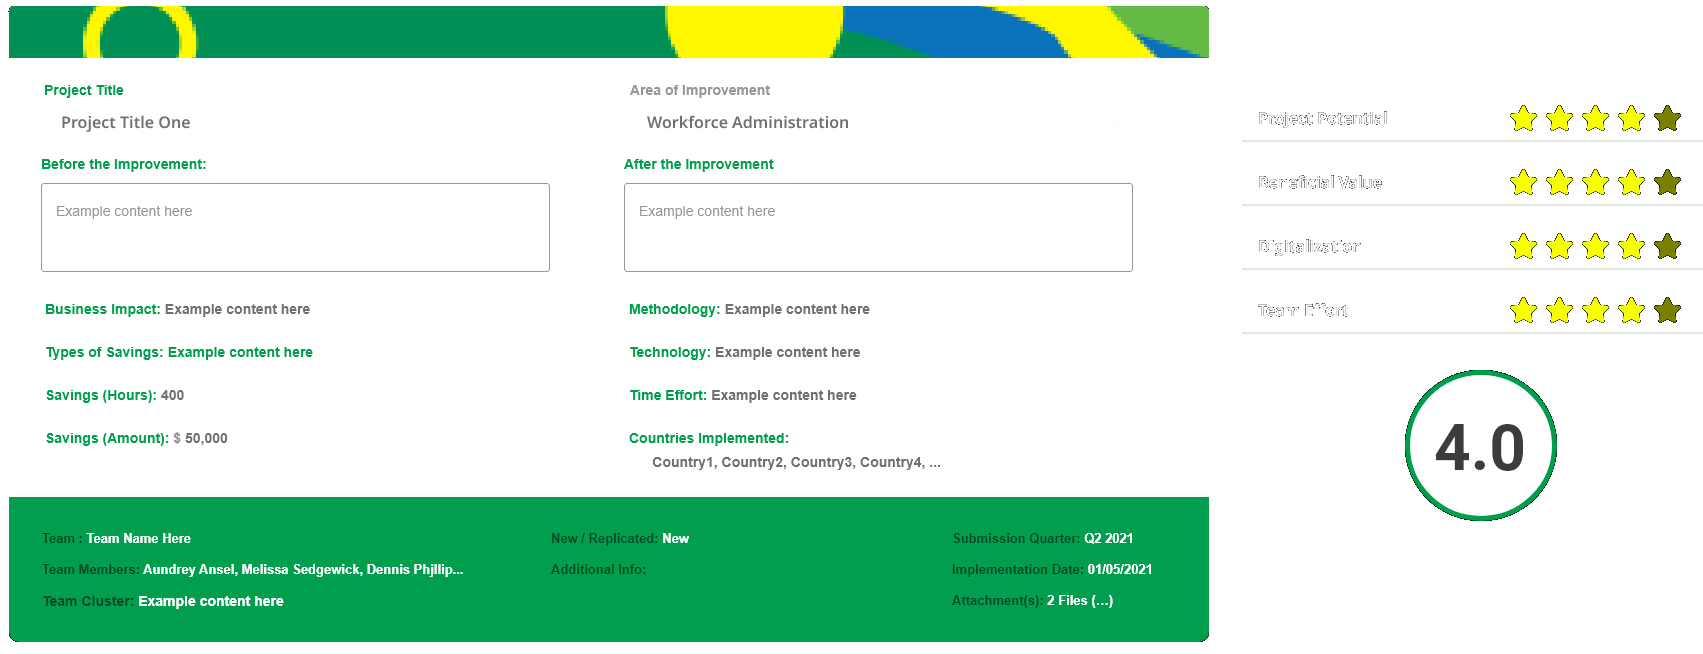 Project Title
Project Title One
Area of Improvement
Workforce Administration
Before the Improvement:
Example content here
After the Improvement
Example content here
Business Impact: Example content here
Types of Savings: Example content here
Savings (Hours): 400
Savings (Amount): $ 50,000
Methodology: Example content here
Technology: Example content here
Time Effort: Example content here
Countries Implemented:
Country1, Country2, Country3, Country4, ...
Team : Team Name Here
Team Members: Aundrey Ansel, Melissa Sedgewick, Dennis Phjllip...
Team Cluster: Example content here
New / Replicated: New
Additional Info:
Submission Quarter: Q2 2021
Implementation Date: 01/05/2021
Attachment(s): 2 Files (...)
Project Potential
Beneficial Value
Digitalization
Team Effort
4.0